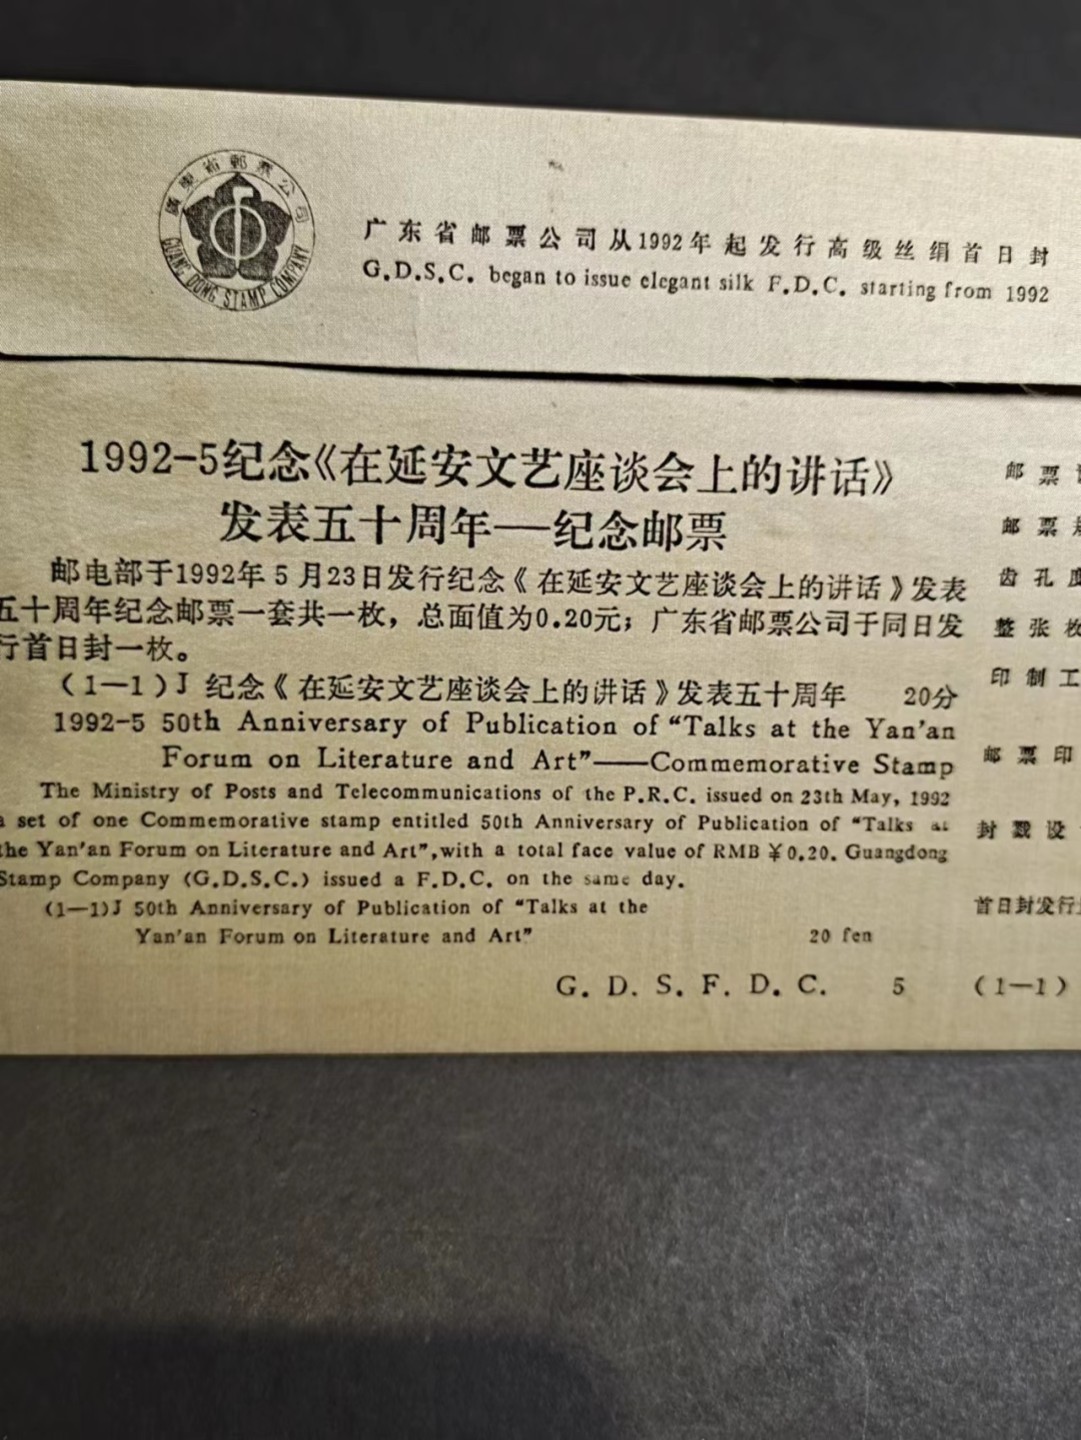 廣東省郵票公司
GUANG DONG STAMP COMPANY
广东省邮票公司从1992年起发行高级丝绢首日封
G.D.S.C. began to issue elegant silk F.D.C. starting from 1992
1992-5纪念《在延安文艺座谈会上的讲话》
发表五十周年—纪念邮票
邮电部于1992年5月23日发行纪念《在延安文艺座谈会上的讲话》发表
五十周年纪念邮票一套共一枚，总面值为0.20元；广东省邮票公司于同日发
行首日封一枚。
(1—1)J 纪念《在延安文艺座谈会上的讲话》发表五十周年 20分
1992-5 50th Anniversary of Publication of “Talks at the Yan'an
Forum on Literature and Art”——Commemorative Stamp
The Ministry of Posts and Telecommunications of the P.R.C. issued on 23th May, 1992
a set of one Commemorative stamp entitled 50th Anniversary of Publication of “Talks at
the Yan'an Forum on Literature and Art”,with a total face value of RMB ¥0.20. Guangdong
Stamp Company (G.D.S.C.) issued a F.D.C. on the same day.
(1—1)J 50th Anniversary of Publication of “Talks at the
Yan'an Forum on Literature and Art” 20 fen
G. D. S. F. D. C. 5 (1—1)
邮票
邮票
齿孔度
整张枚
印制工
邮票印
封戳设
首日封发行